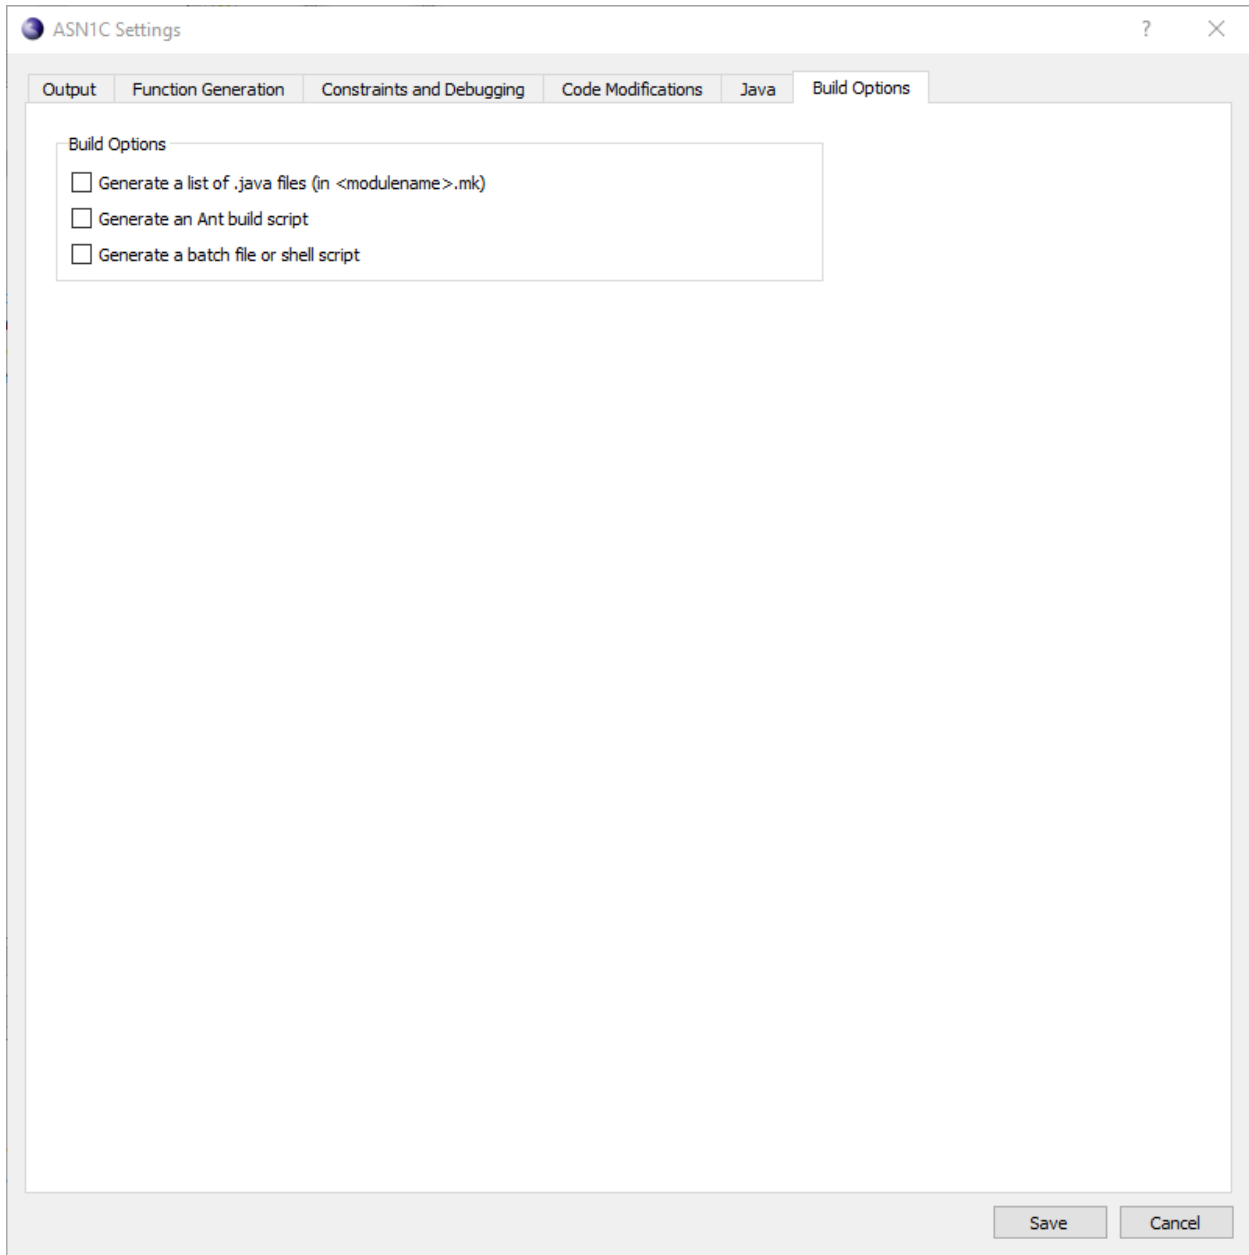 ASN1C Settings
Output Function Generation Constraints and Debugging Code Modifications Java Build Options
Build Options
Generate a list of .java files (in <modulename>.mk)
Generate an Ant build script
Generate a batch file or shell script
Save Cancel